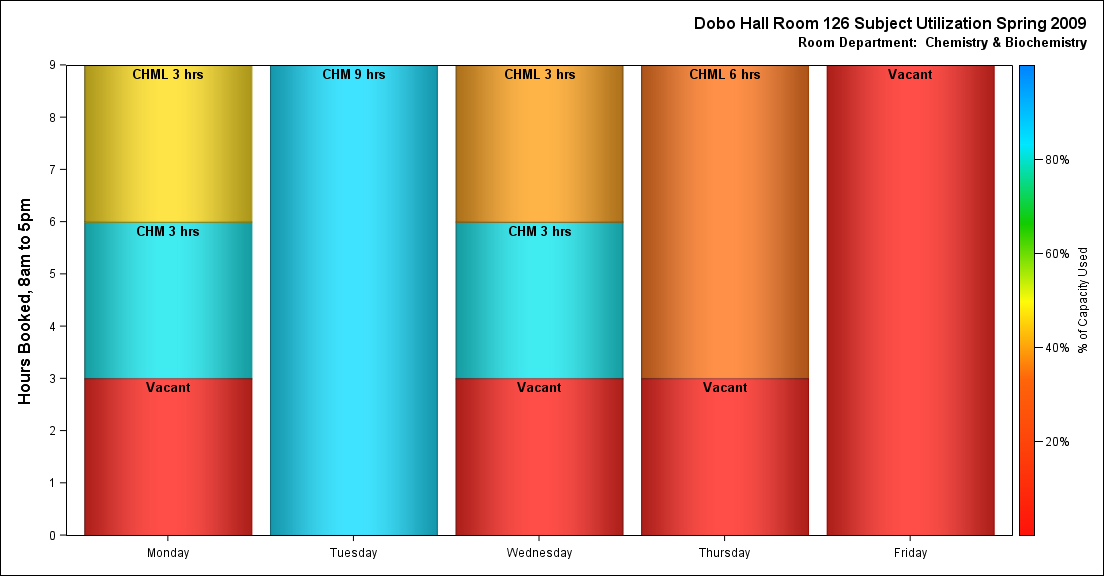 Dobo Hall Room 126 Subject Utilization Spring 2009
Room Department: Chemistry & Biochemistry
Hours Booked, 8am to 5pm
9
8
7
6
5
4
3
2
1
0
CHML 3 hrs
CHM 3 hrs
Vacant
CHM 9 hrs
CHML 3 hrs
CHM 3 hrs
Vacant
CHML 6 hrs
Vacant
Vacant
Monday
Tuesday
Wednesday
Thursday
Friday
80%
60%
40%
20%
% of Capacity Used